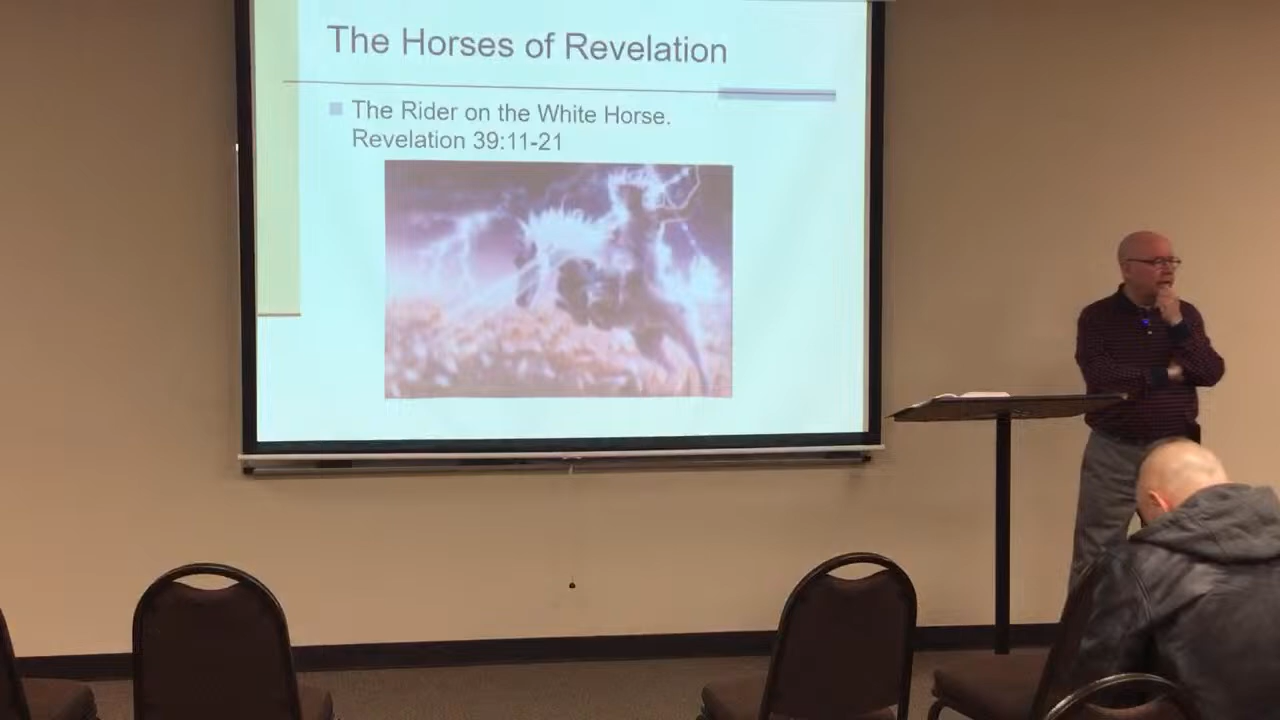 The Horses of Revelation
The Rider on the White Horse.
Revelation 39:11-21